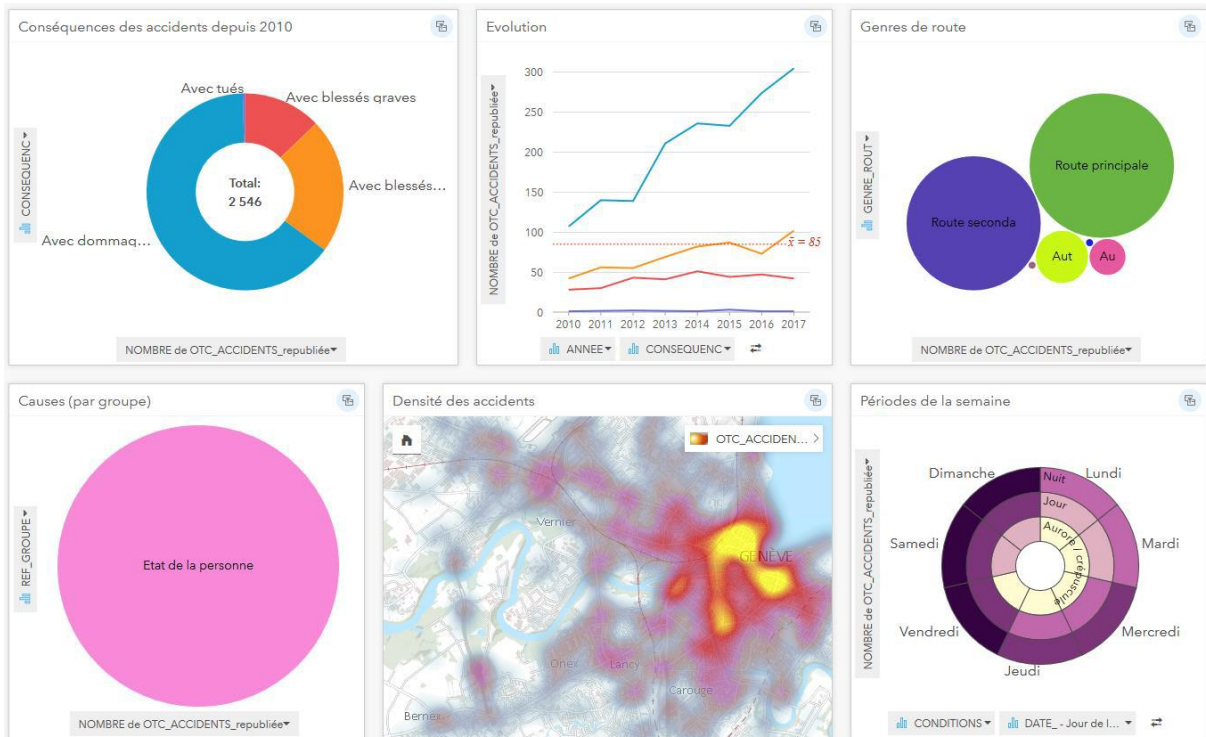 Conséquences des accidents depuis 2010
CONSEQUENC
Avec tués
Avec blessés graves
Avec blessés...
Avec dommag...
Total:
2 546
NOMBRE de OTC_ACCIDENTS_republiée
Evolution
NOMBRE de OTC_ACCIDENTS_republiée
300
250
200
150
100
50
0
x̄ = 85
2010 2011 2012 2013 2014 2015 2016 2017
ANNEE CONSEQUENC
Genres de route
GENRE_ROUT
Route principale
Route seconda
Aut
Au
NOMBRE de OTC_ACCIDENTS_republiée
Causes (par groupe)
REF_GROUPE
Etat de la personne
NOMBRE de OTC_ACCIDENTS_republiée
Densité des accidents
OTC_ACCIDEN...
Vernier
GENÈVE
Onex
Lancy
Carouge
Bernex
Périodes de la semaine
NOMBRE de OTC_ACCIDENTS_republiée
Dimanche
Lundi
Samedi
Mardi
Vendredi
Mercredi
Jeudi
Nuit
Jour
Aurore / crépuscule
CONDITIONS DATE_ - Jour de l...